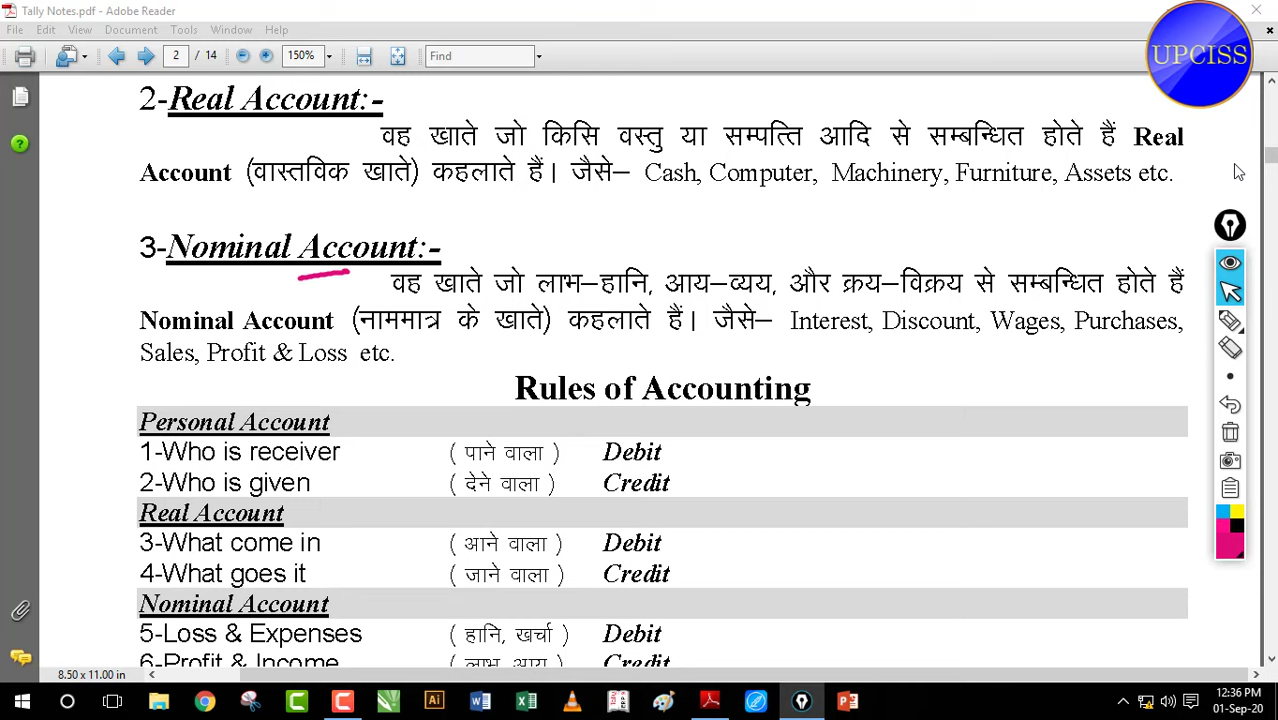 Tally Notes.pdf - Adobe Reader
File Edit View Document Tools Window Help
2 / 14 150% Find
UPCISS
2-Real Account:-
वह खाते जो किसि वस्तु या सम्पत्ति आदि से सम्बन्धित होते हैं Real
Account (वास्तविक खाते) कहलाते हैं। जैसे– Cash, Computer, Machinery, Furniture, Assets etc.
3-Nominal Account:-
वह खाते जो लाभ–हानि, आय–व्यय, और क्रय–विक्रय से सम्बन्धित होते हैं
Nominal Account (नाममात्र के खाते) कहलाते हैं। जैसे– Interest, Discount, Wages, Purchases,
Sales, Profit & Loss etc.
Rules of Accounting
Personal Account
1-Who is receiver ( पाने वाला ) Debit
2-Who is given ( देने वाला ) Credit
Real Account
3-What come in ( आने वाला ) Debit
4-What goes it ( जाने वाला ) Credit
Nominal Account
5-Loss & Expenses ( हानि, खर्चा ) Debit
6-Profit & Income ( लाभ, आय ) Credit
8.50 x 11.00 in
12:36 PM
01-Sep-20